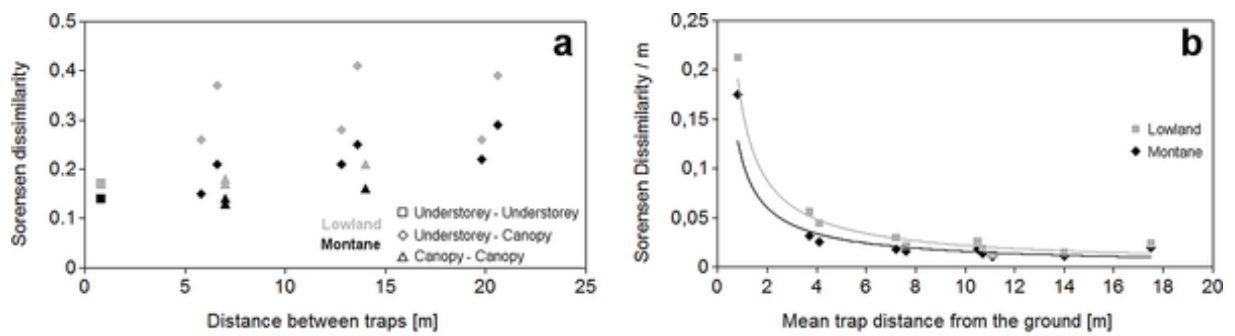 a
Sorensen dissimilarity
0.5
0.4
0.3
0.2
0.1
0
0
5
10
15
20
25
Distance between traps [m]
Lowland
Montane
Understorey - Understorey
Understorey - Canopy
Canopy - Canopy
b
Sorensen Dissimilarity / m
0,25
0,2
0,15
0,1
0,05
0
0
2
4
6
8
10
12
14
16
18
20
Mean trap distance from the ground [m]
Lowland
Montane